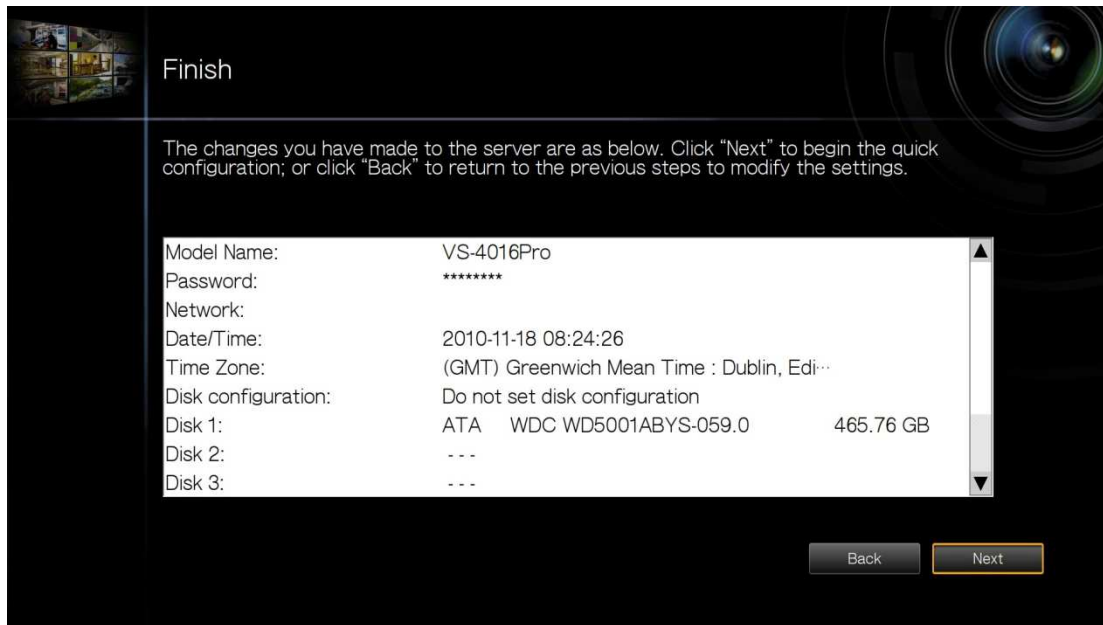 Finish
The changes you have made to the server are as below. Click “Next” to begin the quick
configuration; or click “Back” to return to the previous steps to modify the settings.
Model Name: VS-4016Pro
Password: ********
Network:
Date/Time: 2010-11-18 08:24:26
Time Zone: (GMT) Greenwich Mean Time : Dublin, Edi…
Disk configuration: Do not set disk configuration
Disk 1: ATA WDC WD5001ABYS-059.0 465.76 GB
Disk 2: - - -
Disk 3: - - -
Back Next